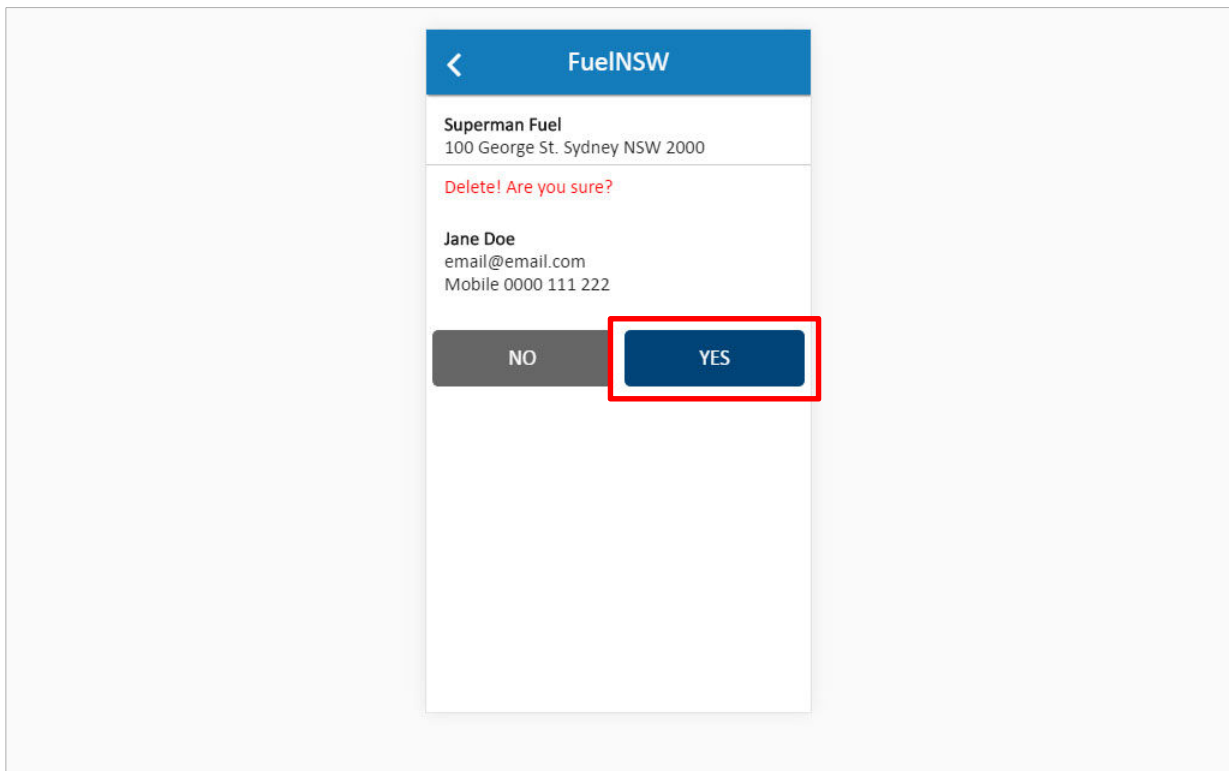 FuelNSW
Superman Fuel
100 George St. Sydney NSW 2000
Delete! Are you sure?
Jane Doe
email@email.com
Mobile 0000 111 222
NO YES